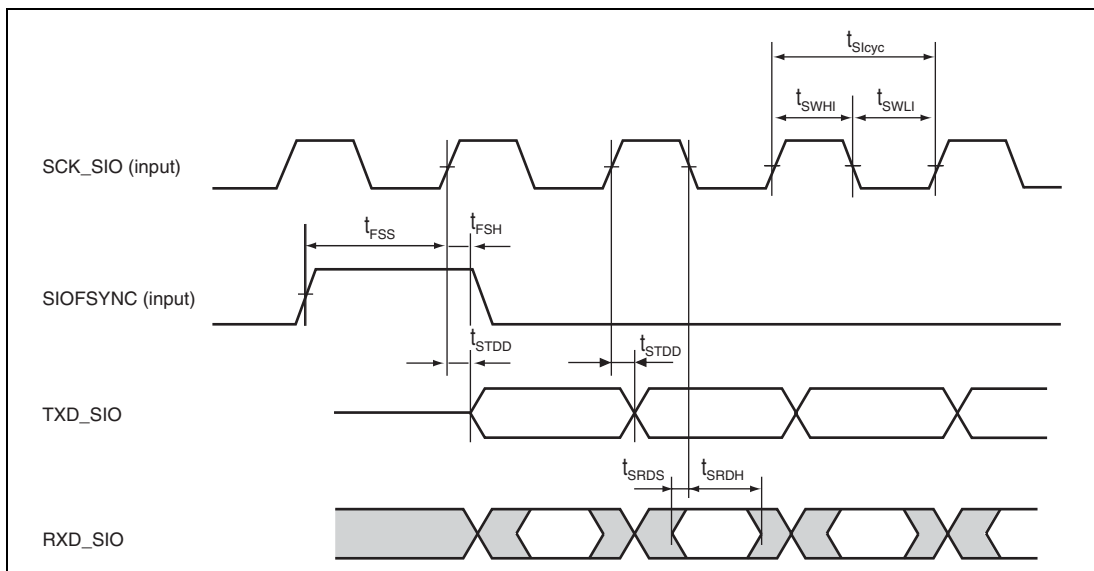 tSIcyc
tSWHI tSWLI
SCK_SIO (input)
tFSS tFSH
SIOFSYNC (input)
tSTDD tSTDD
TXD_SIO
tSRDS tSRDH
RXD_SIO